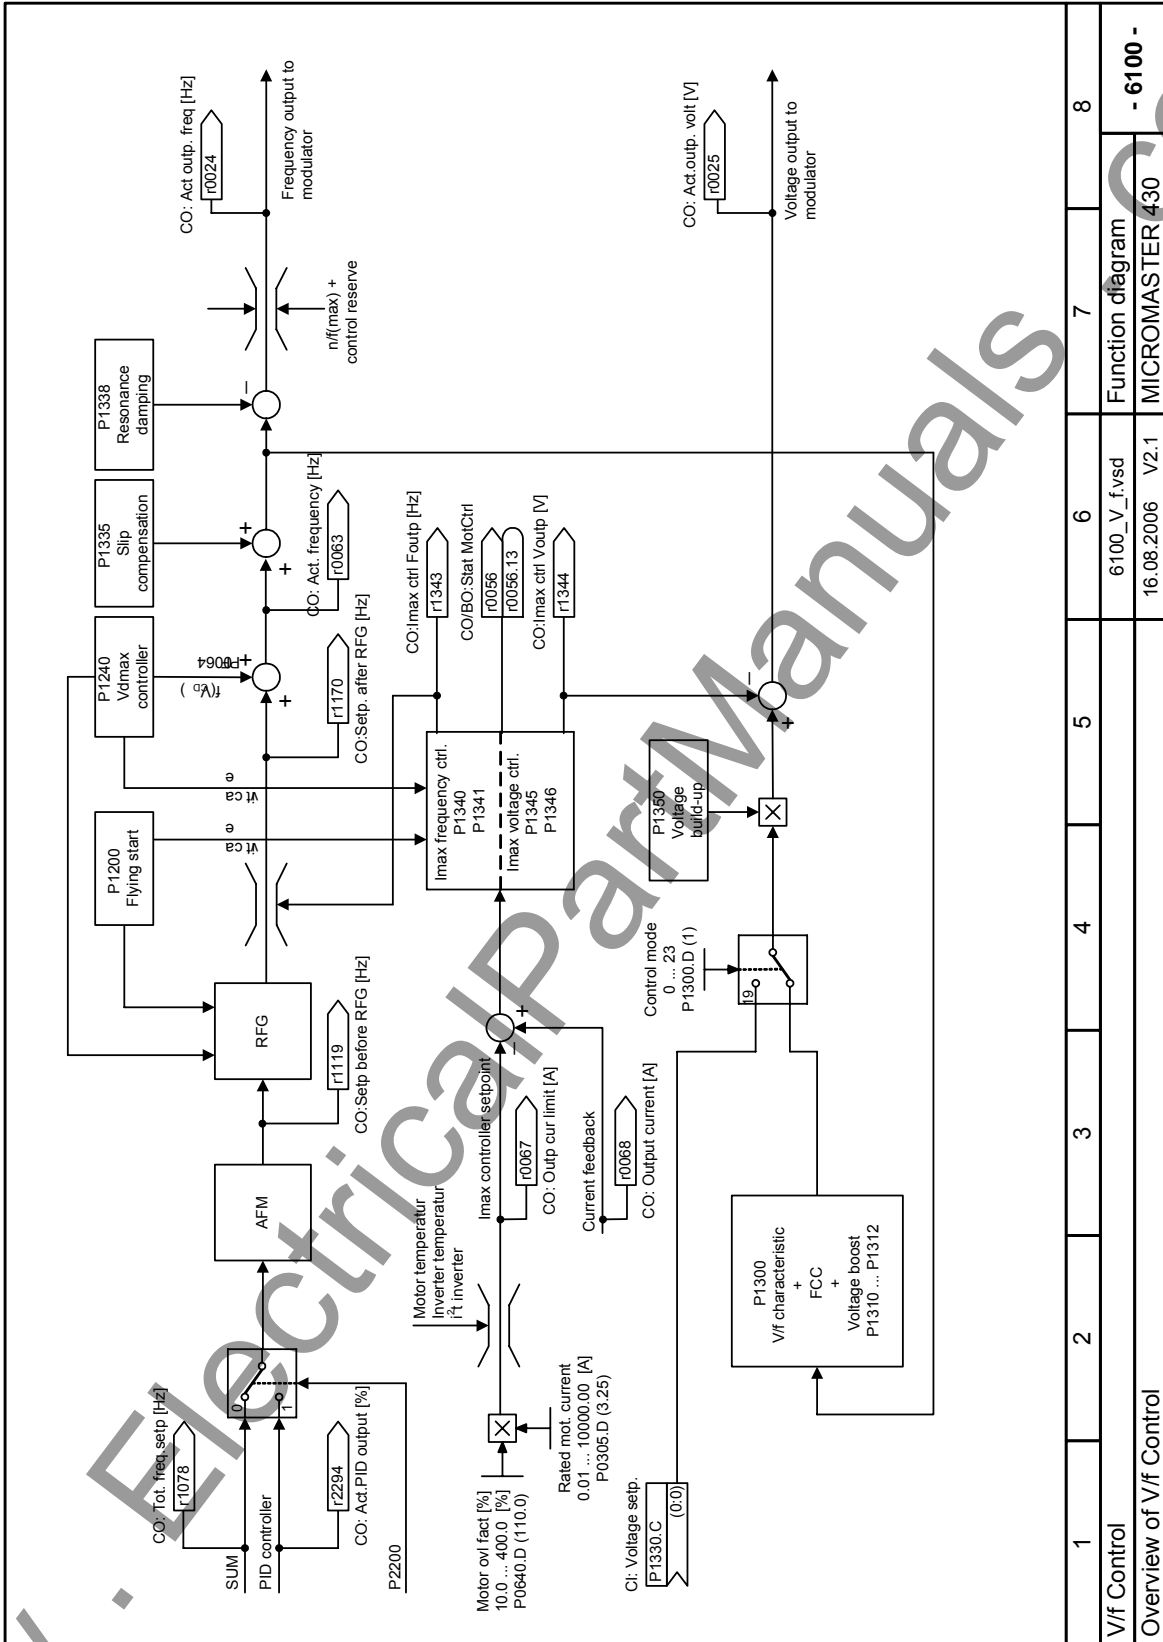 CO: Tot. freq.setp [Hz]
r1078
SUM
PID controller
r2294
CO: Act.PID output [%]
P2200
0
1
AFM
RFG
r1119
CO:Setp before RFG [Hz]
P1200
Flying start
P1240
Vdmax
controller
P1335
Slip
compensation
P1338
Resonance
damping
+
+
r1170
CO:Setp. after RFG [Hz]
+
+
CO: Act. frequency [Hz]
r0063
–
n/f(max) +
control reserve
CO: Act outp. freq [Hz]
r0024
Frequency output to
modulator
Motor ovl fact [%]
10.0 ... 400.0 [%]
P0640.D (110.0)
Rated mot. current
0.01 ... 10000.00 [A]
P0305.D (3.25)
Motor temperatur
Inverter temperatur
i²t inverter
Imax controller setpoint
r0067
CO: Outp cur limit [A]
Current feedback
r0068
CO: Output current [A]
–
+
Imax frequency ctrl.
P1340
P1341
Imax voltage ctrl.
P1345
P1346
CO:Imax ctrl Foutp [Hz]
r1343
CO/BO:Stat MotCtrl
r0056
r0056.13
CO:Imax ctrl Voutp [V]
r1344
CI: Voltage setp.
P1330.C
(0:0)
P1300
V/f characteristic
+
FCC
+
Voltage boost
P1310 ... P1312
Control mode
0 ... 23
P1300.D (1)
19
P1350
Voltage
build-up
+
–
CO: Act.outp. volt [V]
r0025
Voltage output to
modulator
1 2 3 4 5 6 7 8
V/f Control
6100_V_f.vsd
Function diagram
- 6100 -
Overview of V/f Control
16.08.2006 V2.1
MICROMASTER 430
. ElectricalPartManuals .